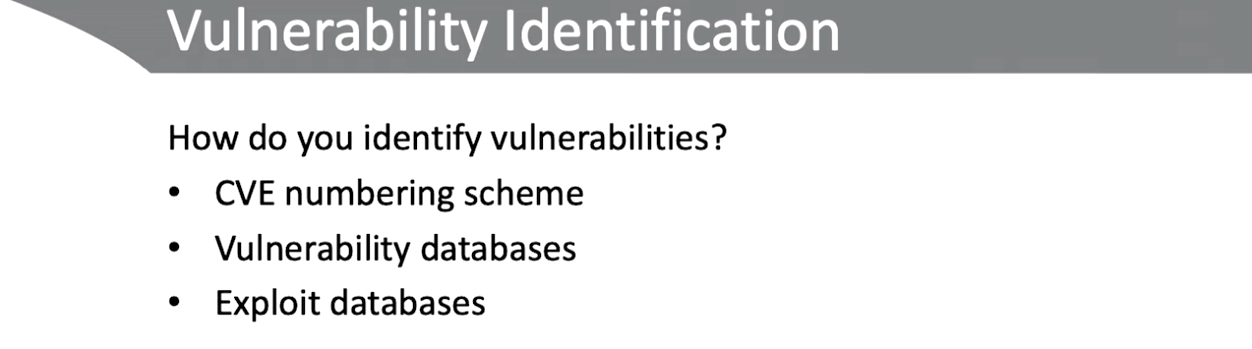 Vulnerability Identification
How do you identify vulnerabilities?
• CVE numbering scheme
• Vulnerability databases
• Exploit databases